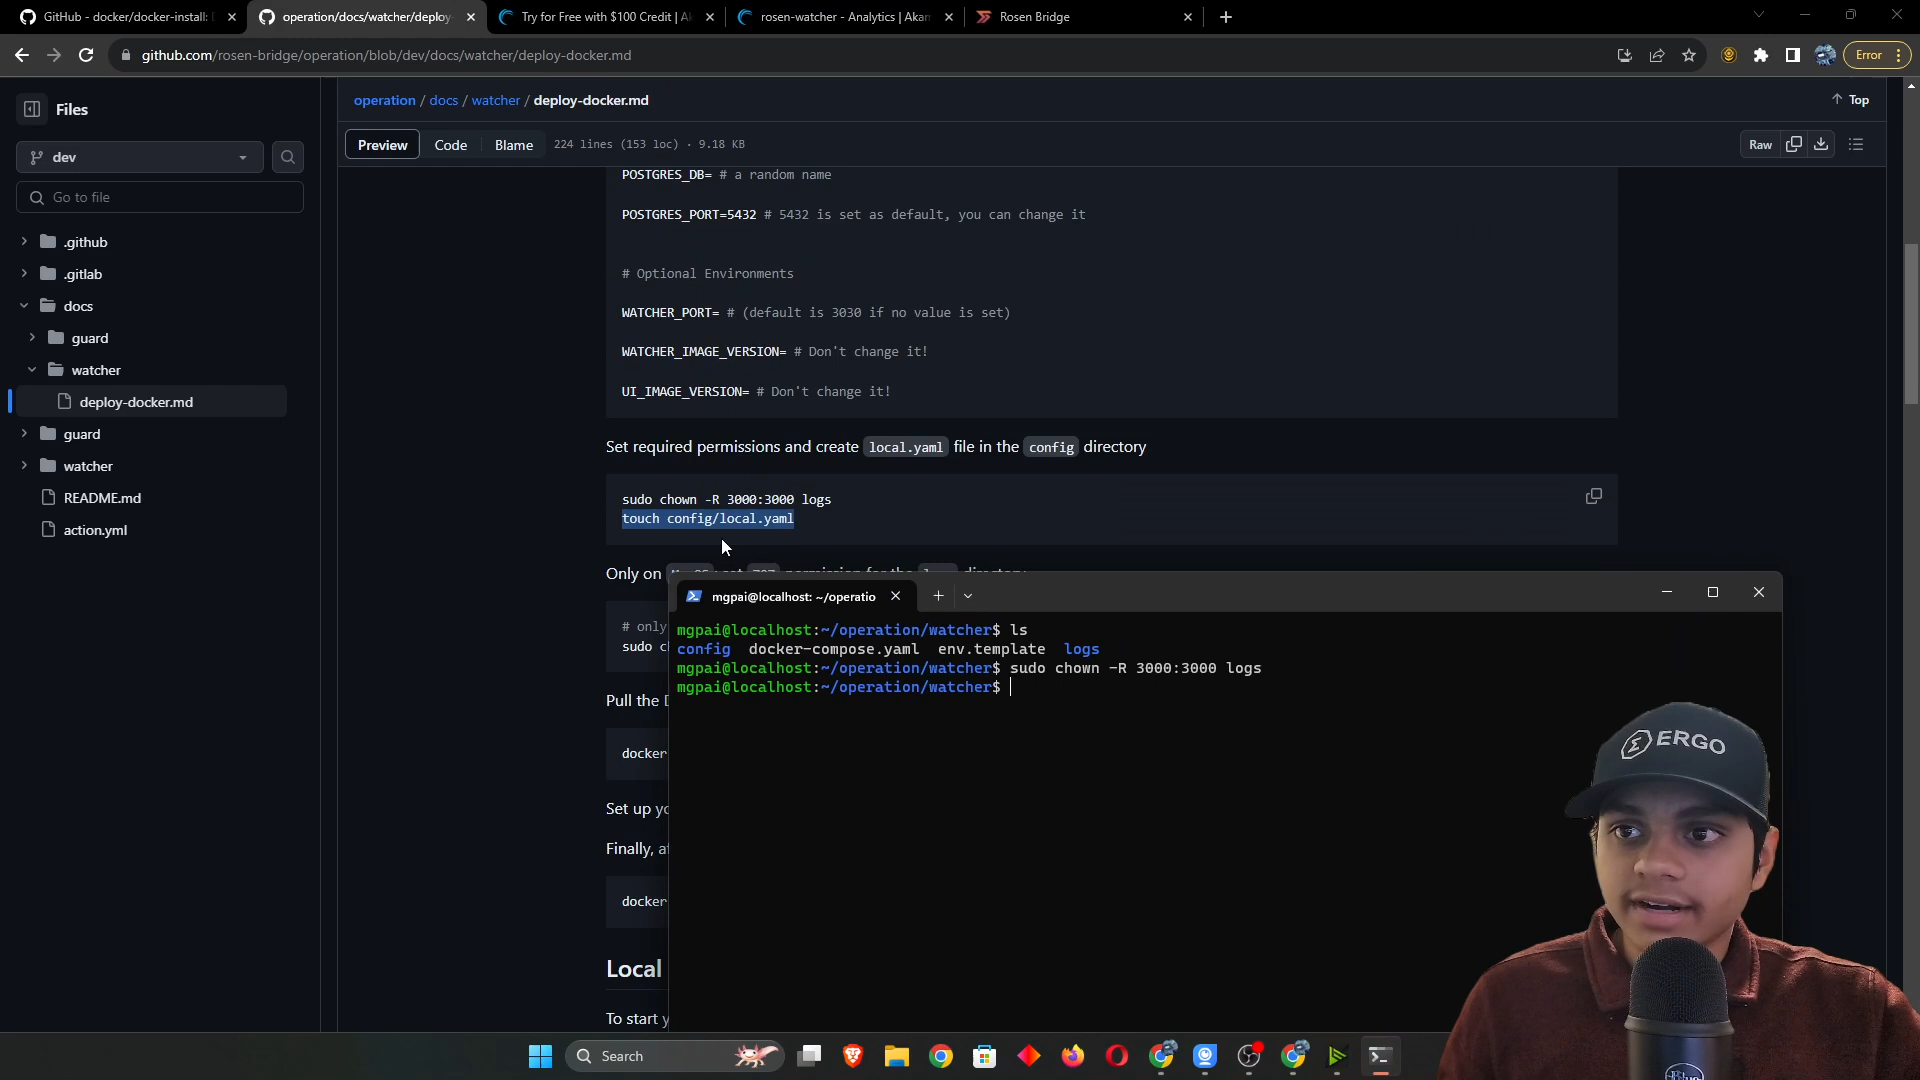 GitHub - docker/docker-install:
operation/docs/watcher/deploy-
Try for Free with $100 Credit | Ak
rosen-watcher - Analytics | Akam
Rosen Bridge
github.com/rosen-bridge/operation/blob/dev/docs/watcher/deploy-docker.md
Error
Files
operation / docs / watcher / deploy-docker.md
Top
dev
Preview
Code
Blame
224 lines (153 loc) · 9.18 KB
Raw
Go to file
.github
.gitlab
docs
guard
watcher
deploy-docker.md
guard
watcher
README.md
action.yml
POSTGRES_DB= # a random name
POSTGRES_PORT=5432 # 5432 is set as default, you can change it
# Optional Environments
WATCHER_PORT= # (default is 3030 if no value is set)
WATCHER_IMAGE_VERSION= # Don't change it!
UI_IMAGE_VERSION= # Don't change it!
Set required permissions and create local.yaml file in the config directory
sudo chown -R 3000:3000 logs
touch config/local.yaml
Only on
# only
sudo c
Pull the
docker
Set up yo
Finally, a
docker
Local
To start y
mgpai@localhost: ~/operatio
mgpai@localhost:~/operation/watcher$ ls
config docker-compose.yaml env.template logs
mgpai@localhost:~/operation/watcher$ sudo chown -R 3000:3000 logs
mgpai@localhost:~/operation/watcher$
ERGO
Search
Blue